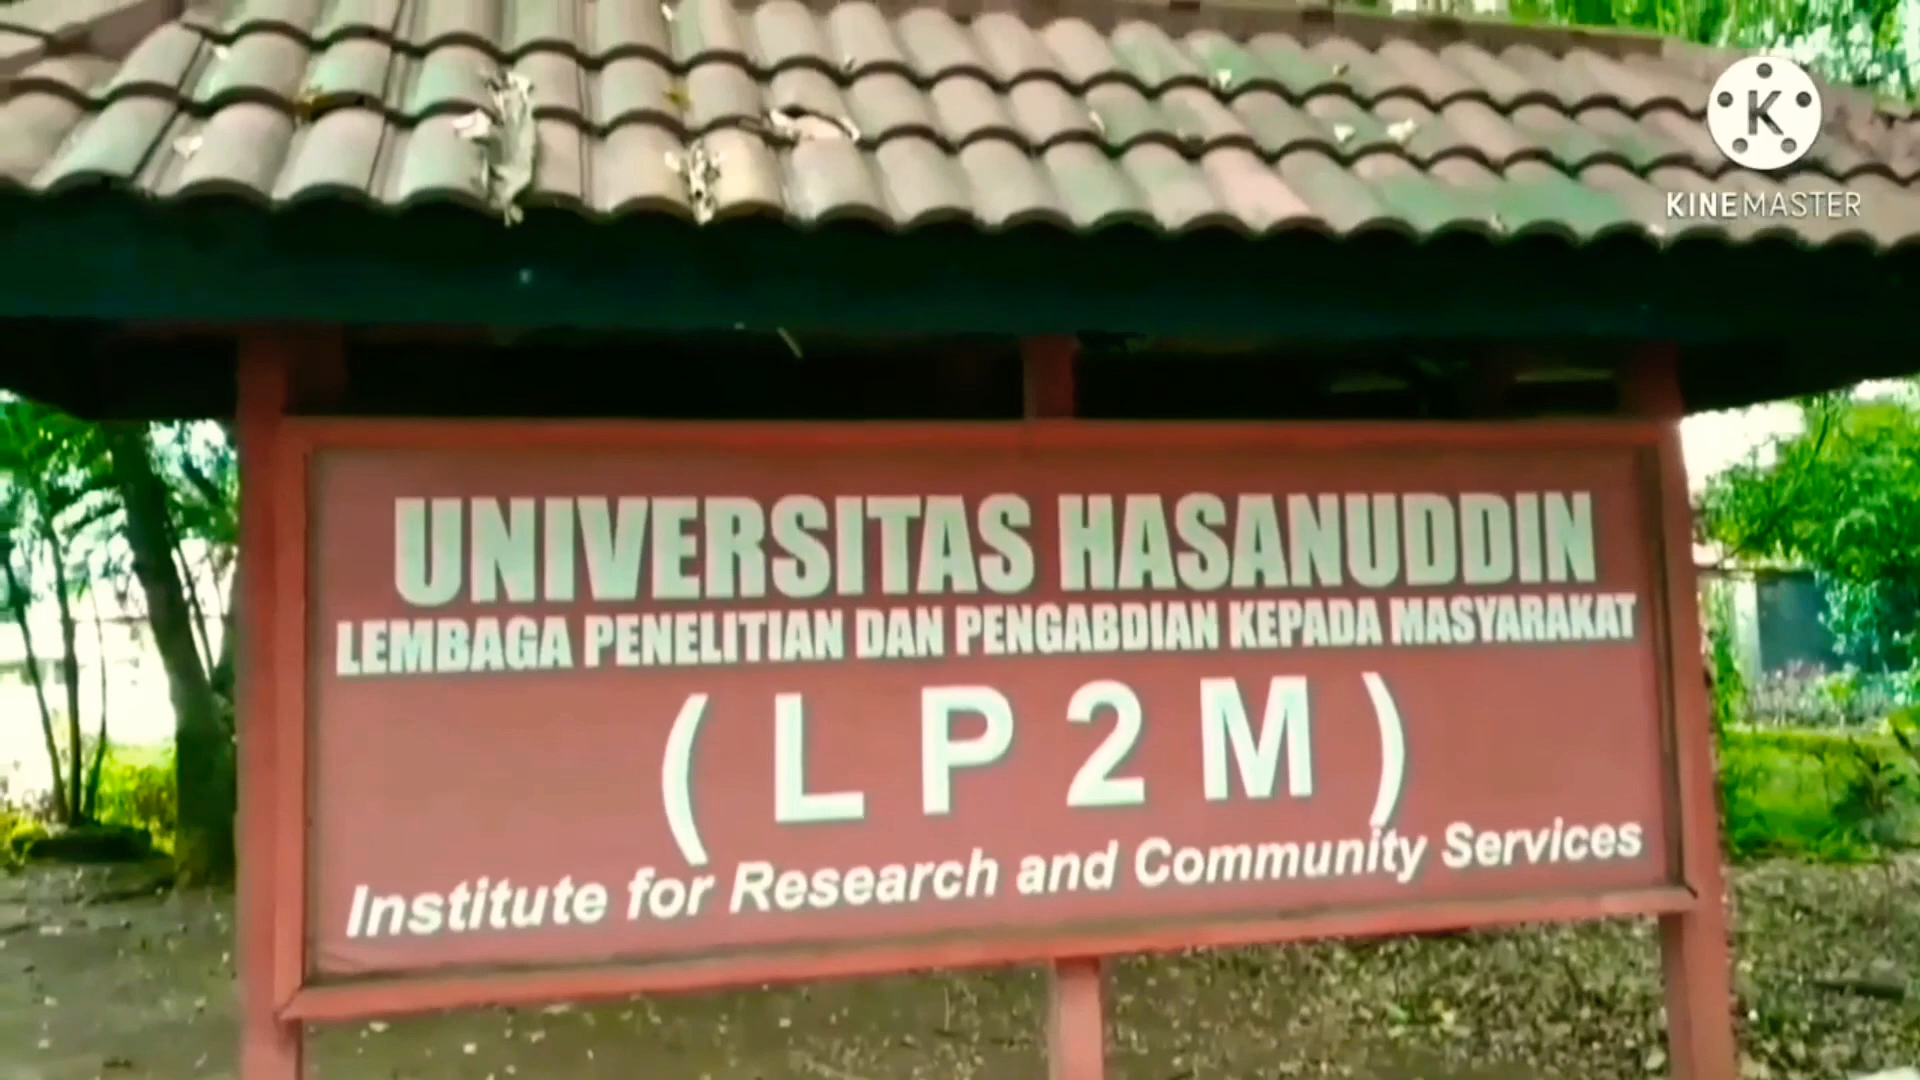 K
KINEMASTER
UNIVERSITAS HASANUDDIN
LEMBAGA PENELITIAN DAN PENGABDIAN KEPADA MASYARAKAT
( L P 2 M )
Institute for Research and Community Services